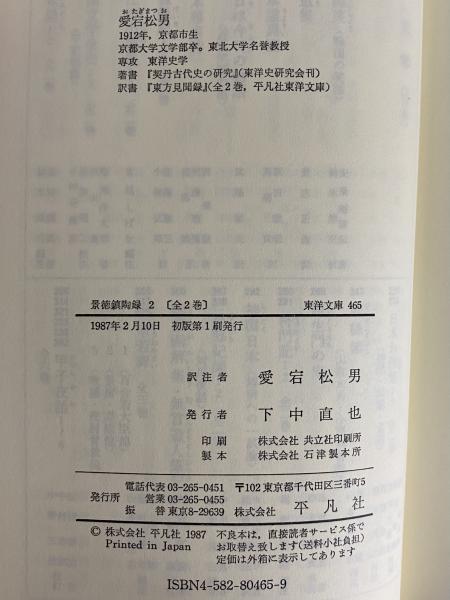 お たぎ まつ お
愛宕松男
1912年，京都市生
京都大学文学部卒。東北大学名誉教授
専攻　東洋史学
著書　『契丹古代史の研究』（東洋史研究会刊）
訳書　『東方見聞録』（全2巻，平凡社東洋文庫）
景徳鎮陶録　2　〔全2巻〕　東洋文庫 465
1987年2月10日　初版第1刷発行
訳注者　愛宕松男
発行者　下中直也
印刷　株式会社 共立社印刷所
製本　株式会社 石津製本所
発行所
電話代表 03-265-0451　〒102 東京都千代田区三番町5
営業 03-265-0455
振替 東京8-29639　株式会社 平凡社
© 株式会社 平凡社 1987
Printed in Japan
不良本は，直接読者サービス係で
お取替え致します（送料小社負担）
定価は外箱に表示してあります
ISBN4-582-80465-9